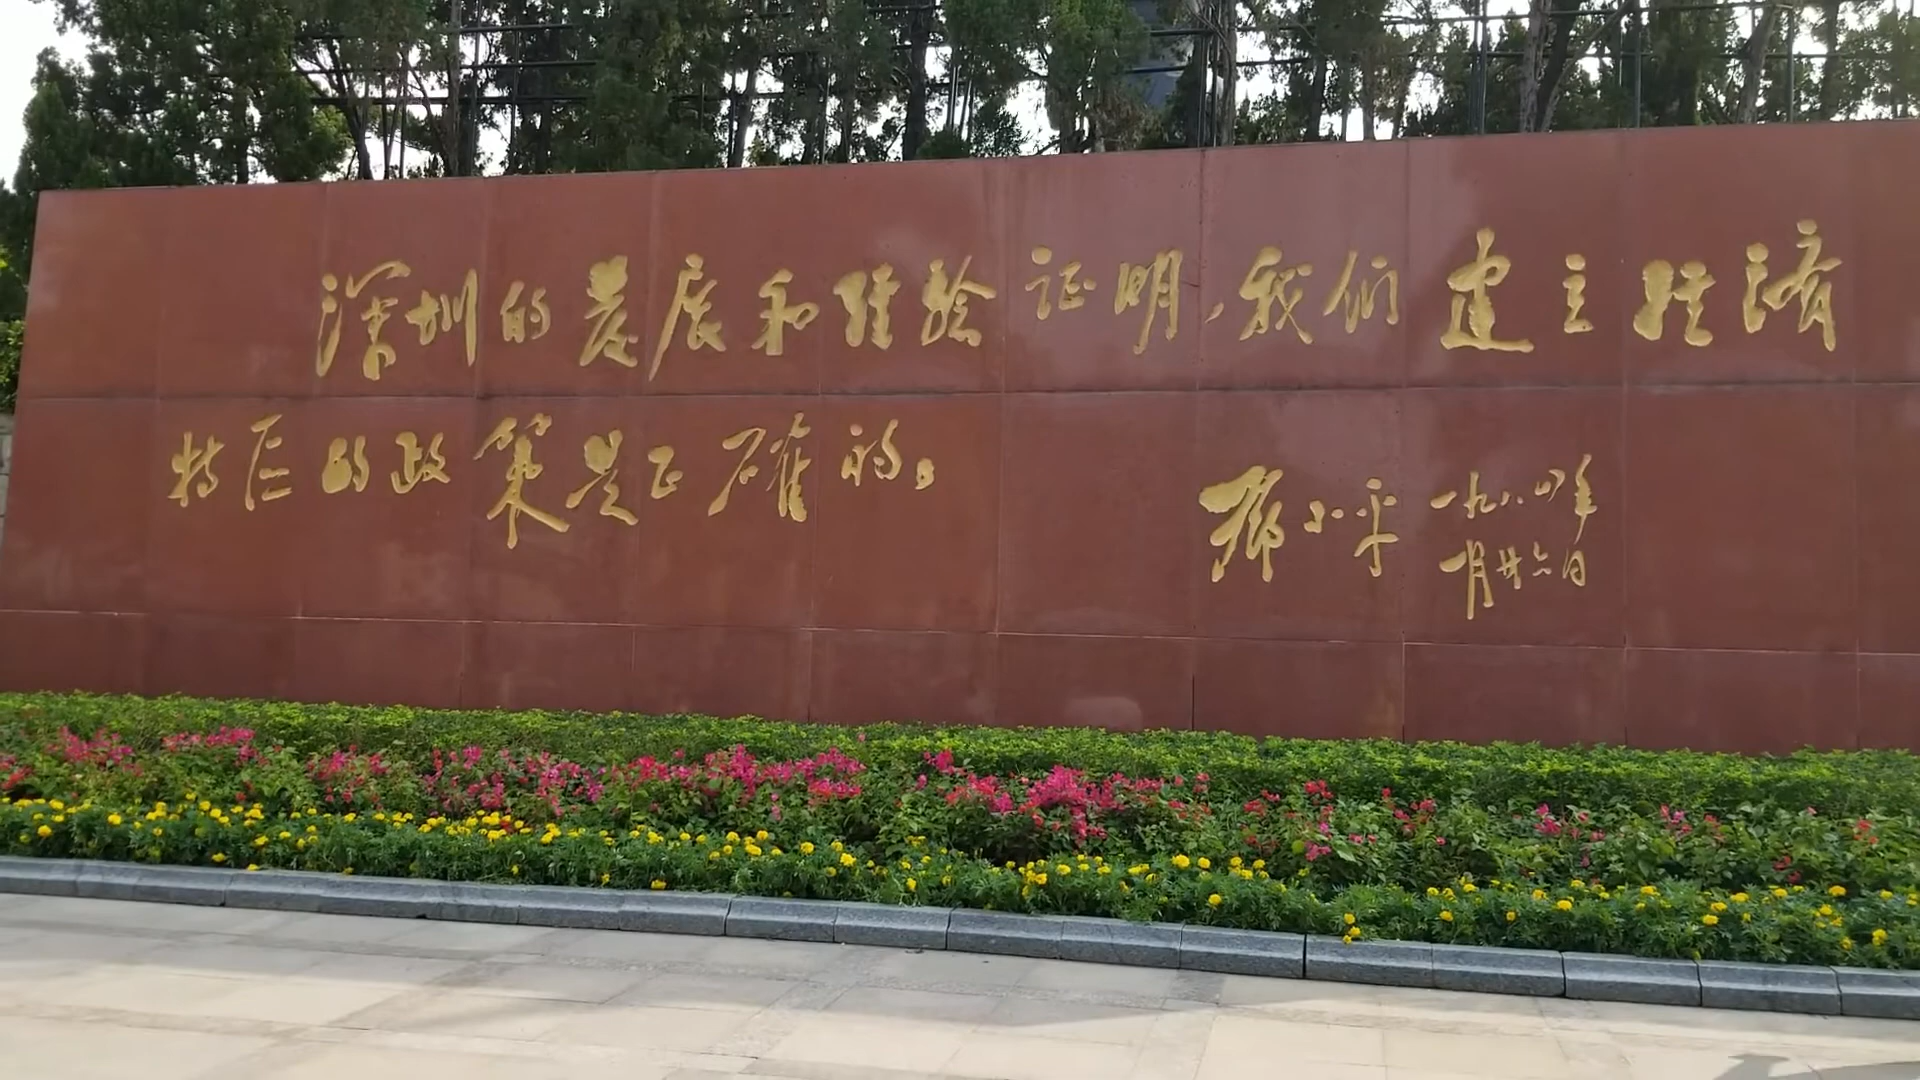 深圳的发展和经验证明，我们建立经济
特区的政策是正确的。
邓小平
一九八四年
一月廿六日